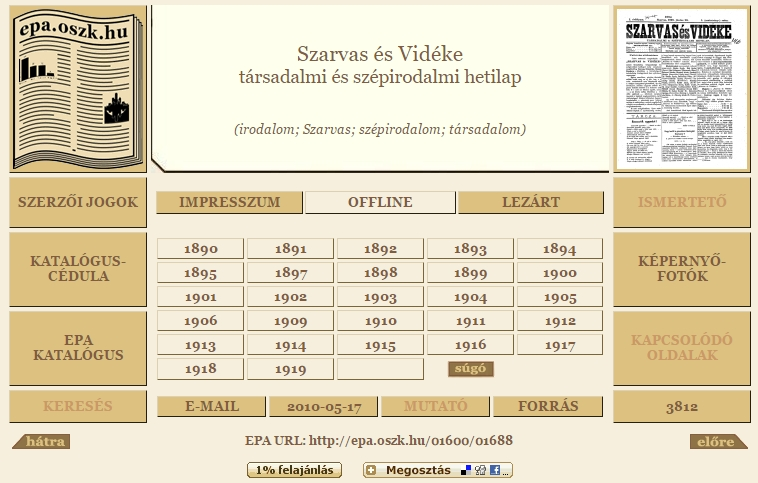 epa.oszk.hu
Szarvas és Vidéke
társadalmi és szépirodalmi hetilap
(irodalom; Szarvas; szépirodalom; társadalom)
SZARVAS és VIDÉKE
SZERZŐI JOGOK
IMPRESSZUM
OFFLINE
LEZÁRT
ISMERTETŐ
KATALÓGUS-
CÉDULA
1890 1891 1892 1893 1894
1895 1897 1898 1899 1900
1901 1902 1903 1904 1905
KÉPERNYŐ-
FOTÓK
EPA
KATALÓGUS
1906 1909 1910 1911 1912
1913 1914 1915 1916 1917
1918 1919 súgó
KAPCSOLÓDÓ
OLDALAK
KERESÉS
E-MAIL
2010-05-17
MUTATÓ
FORRÁS
3812
hátra
EPA URL: http://epa.oszk.hu/01600/01688
előre
1% felajánlás
Megosztás